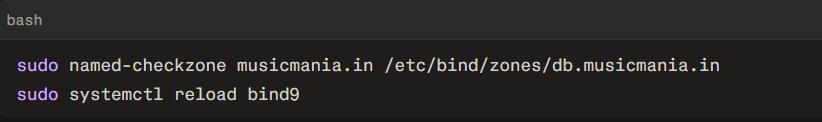 bash
sudo named-checkzone musicmania.in /etc/bind/zones/db.musicmania.in
sudo systemctl reload bind9